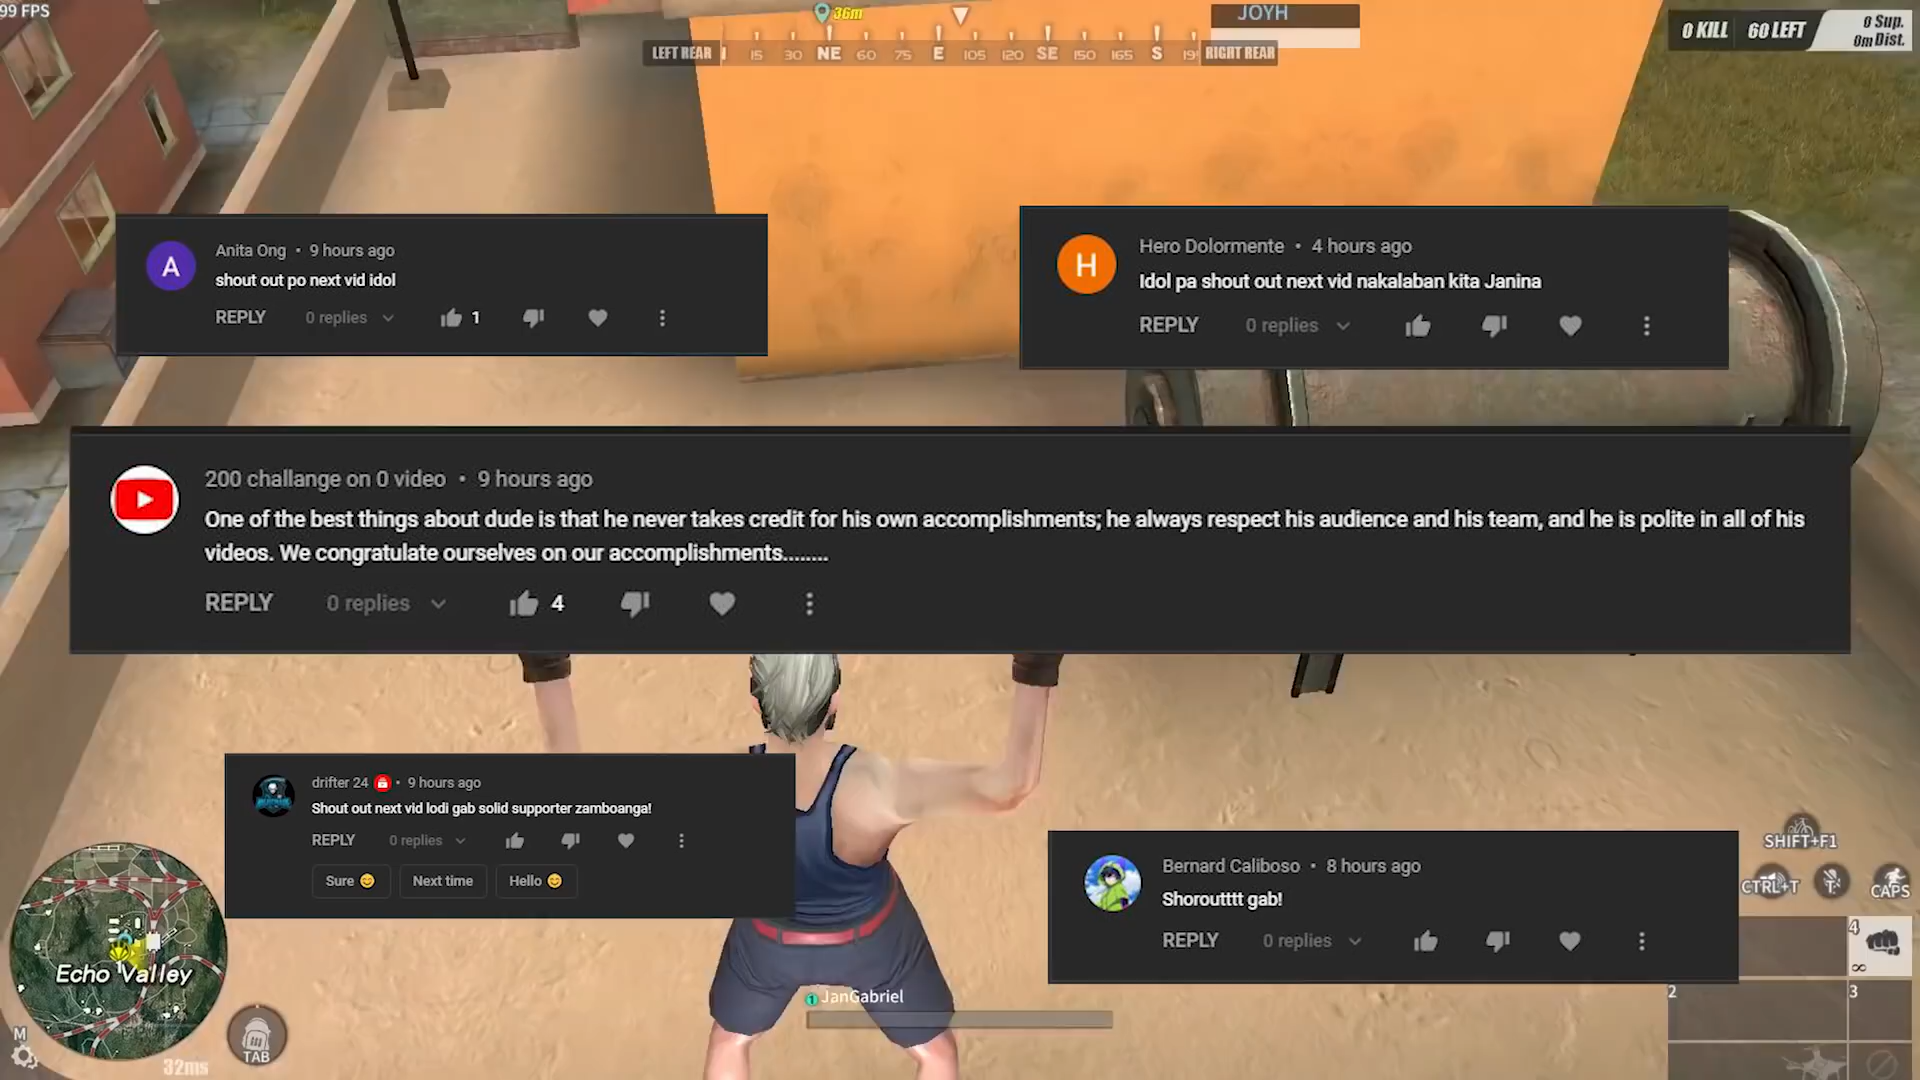 99 FPS
36m
JOYH
0 KILL 60 LEFT
0 Sup.
0m Dist.
LEFT REAR 15 30 NE 60 75 E 105 120 SE 150 165 S 19 RIGHT REAR
Anita Ong • 9 hours ago
shout out po next vid idol
REPLY 0 replies 1
Hero Dolormente • 4 hours ago
Idol pa shout out next vid nakalaban kita Janina
REPLY 0 replies
200 challange on 0 video • 9 hours ago
One of the best things about dude is that he never takes credit for his own accomplishments; he always respect his audience and his team, and he is polite in all of his
videos. We congratulate ourselves on our accomplishments........
REPLY 0 replies 4
drifter 24 • 9 hours ago
Shout out next vid lodi gab solid supporter zamboanga!
REPLY 0 replies
Sure 😊 Next time Hello 😊
Bernard Caliboso • 8 hours ago
Shoroutttt gab!
REPLY 0 replies
SHIFT+F1
CTRL+T T CAPS
4
∞
2 3
Echo Valley
1 JanGabriel
M
TAB
32ms
A
H